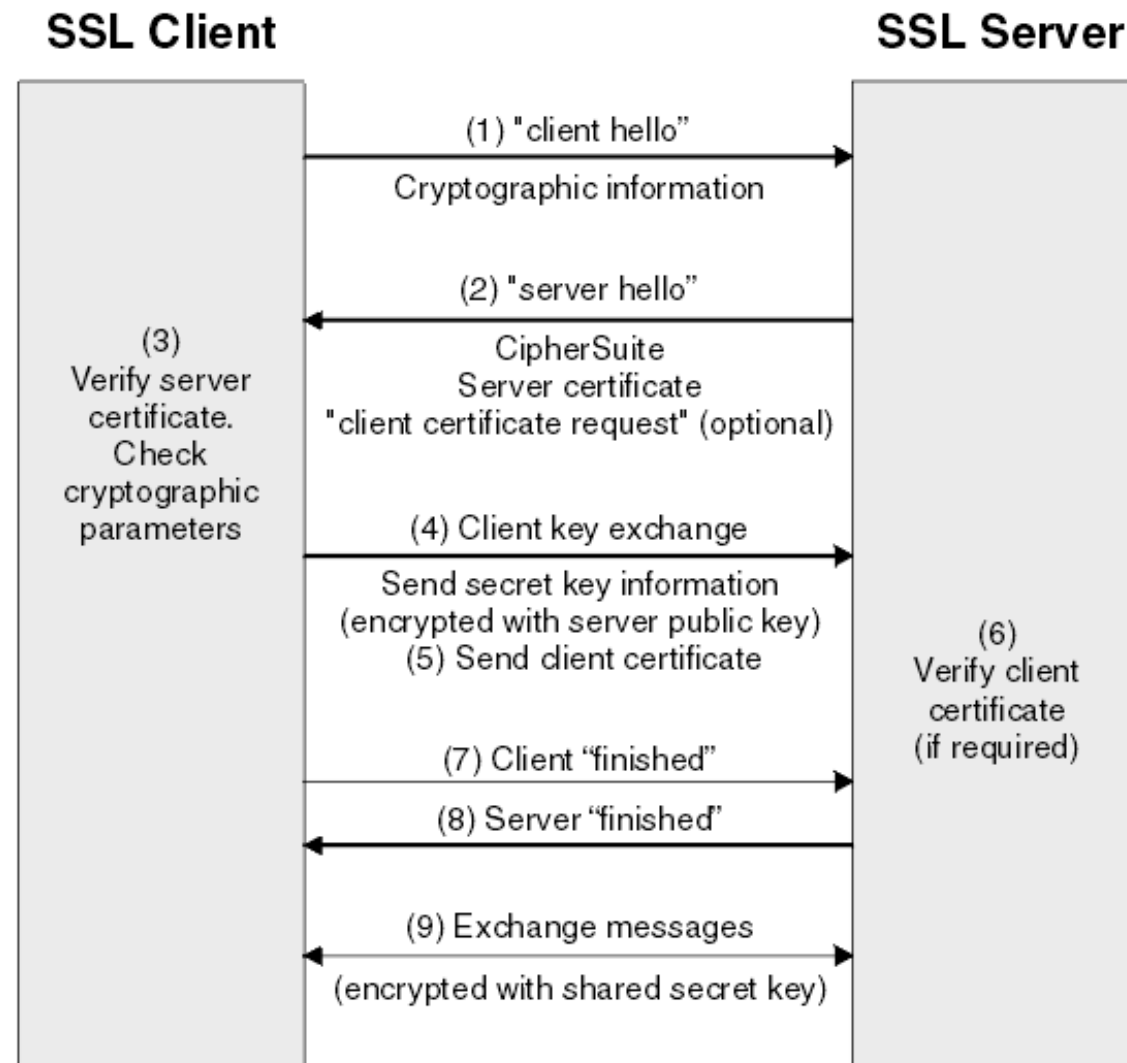 SSL Client
SSL Server
(1) "client hello”
Cryptographic information
(2) "server hello”
CipherSuite
Server certificate
"client certificate request" (optional)
(3)
Verify server
certificate.
Check
cryptographic
parameters
(4) Client key exchange
Send secret key information
(encrypted with server public key)
(5) Send client certificate
(6)
Verify client
certificate
(if required)
(7) Client “finished”
(8) Server “finished”
(9) Exchange messages
(encrypted with shared secret key)